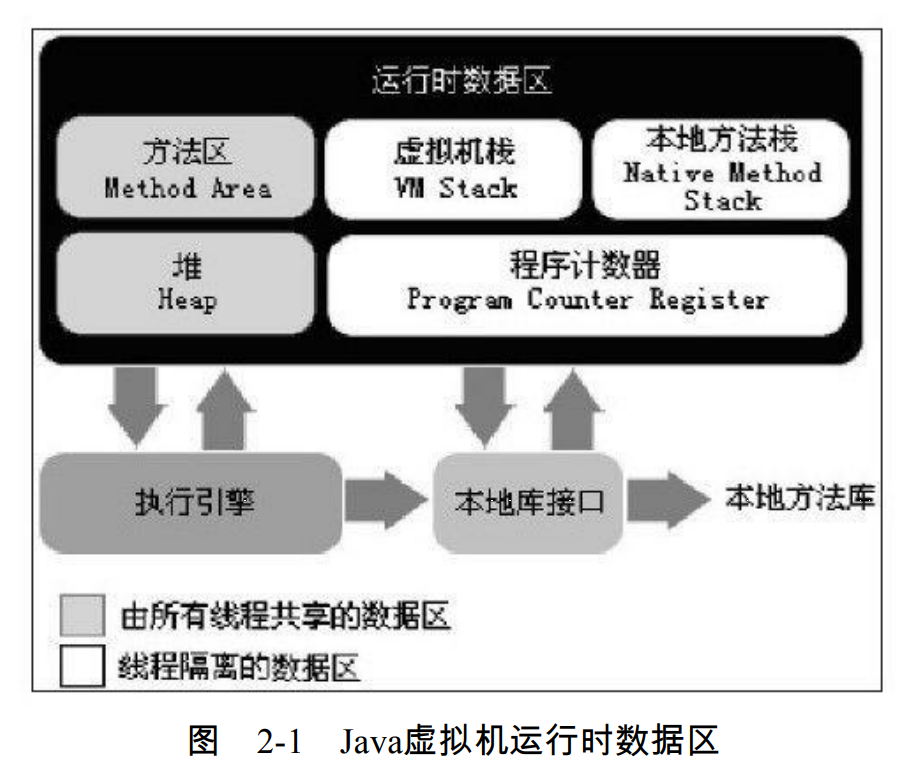 运行时数据区
方法区
Method Area
虚拟机栈
VM Stack
本地方法栈
Native Method
Stack
堆
Heap
程序计数器
Program Counter Register
执行引擎
本地库接口
本地方法库
由所有线程共享的数据区
线程隔离的数据区
图 2-1 Java虚拟机运行时数据区